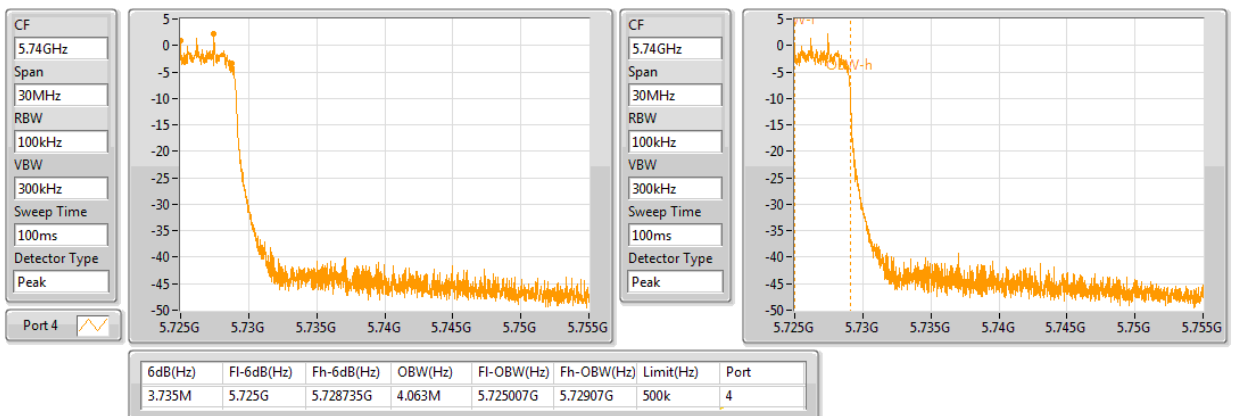 CF
5.74GHz
Span
30MHz
RBW
100kHz
VBW
300kHz
Sweep Time
100ms
Detector Type
Peak
Port 4
5
0
-5
-10
-15
-20
-25
-30
-35
-40
-45
-50
5.725G 5.73G 5.735G 5.74G 5.745G 5.75G 5.755G
CF
5.74GHz
Span
30MHz
RBW
100kHz
VBW
300kHz
Sweep Time
100ms
Detector Type
Peak
5
0
-5
-10
-15
-20
-25
-30
-35
-40
-45
-50
OBW-h
5.725G 5.73G 5.735G 5.74G 5.745G 5.75G 5.755G
6dB(Hz) Fl-6dB(Hz) Fh-6dB(Hz) OBW(Hz) Fl-OBW(Hz) Fh-OBW(Hz) Limit(Hz) Port
3.735M 5.725G 5.728735G 4.063M 5.725007G 5.72907G 500k 4